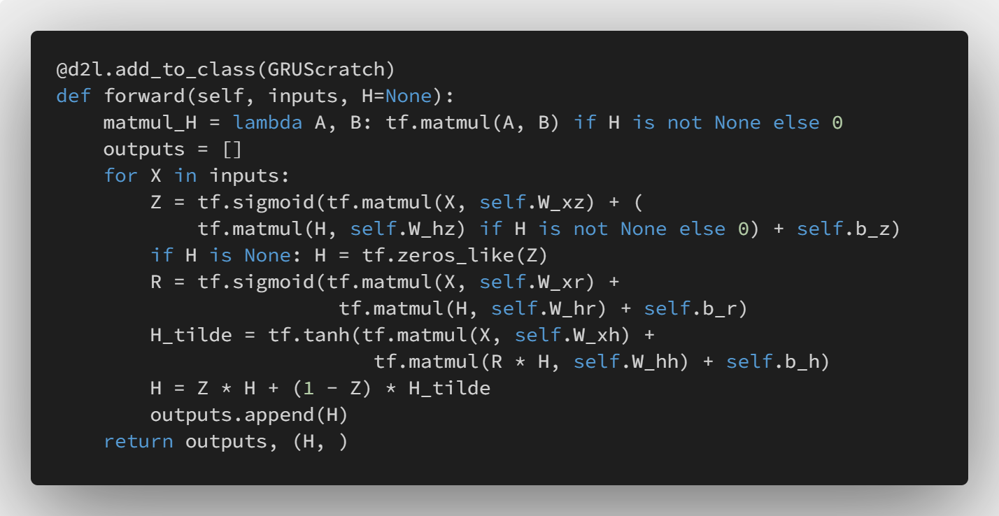 @d2l.add_to_class(GRUScratch)
def forward(self, inputs, H=None):
    matmul_H = lambda A, B: tf.matmul(A, B) if H is not None else 0
    outputs = []
    for X in inputs:
        Z = tf.sigmoid(tf.matmul(X, self.W_xz) + (
            tf.matmul(H, self.W_hz) if H is not None else 0) + self.b_z)
        if H is None: H = tf.zeros_like(Z)
        R = tf.sigmoid(tf.matmul(X, self.W_xr) +
                        tf.matmul(H, self.W_hr) + self.b_r)
        H_tilde = tf.tanh(tf.matmul(X, self.W_xh) +
                           tf.matmul(R * H, self.W_hh) + self.b_h)
        H = Z * H + (1 - Z) * H_tilde
        outputs.append(H)
    return outputs, (H, )